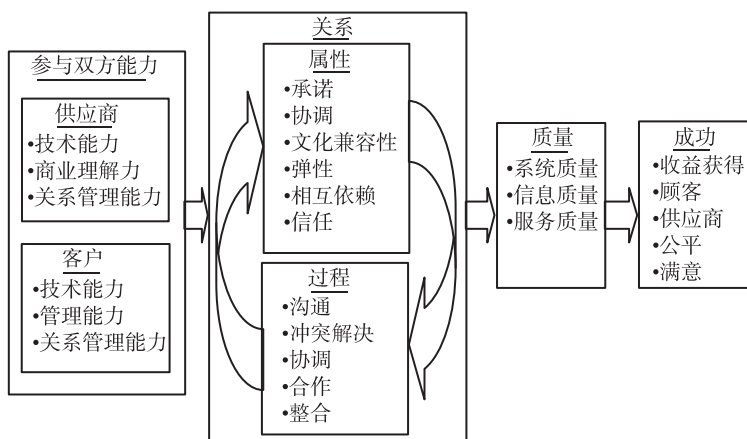 参与双方能力
供应商
•技术能力
•商业理解力
•关系管理能力
客户
•技术能力
•管理能力
•关系管理能力
关系
属性
•承诺
•协调
•文化兼容性
•弹性
•相互依赖
•信任
过程
•沟通
•冲突解决
•协调
•合作
•整合
质量
•系统质量
•信息质量
•服务质量
成功
•收益获得
•顾客
•供应商
•公平
•满意